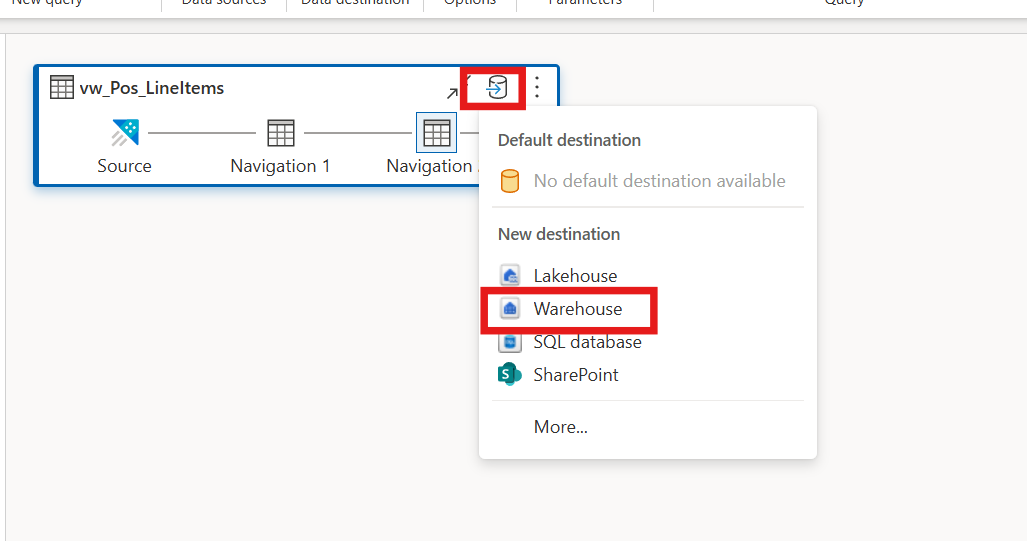 New query Data sources Data destination Options Parameters Query
vw_Pos_LineItems
Source Navigation 1 Navigation
Default destination
No default destination available
New destination
Lakehouse
Warehouse
SQL database
SharePoint
More...